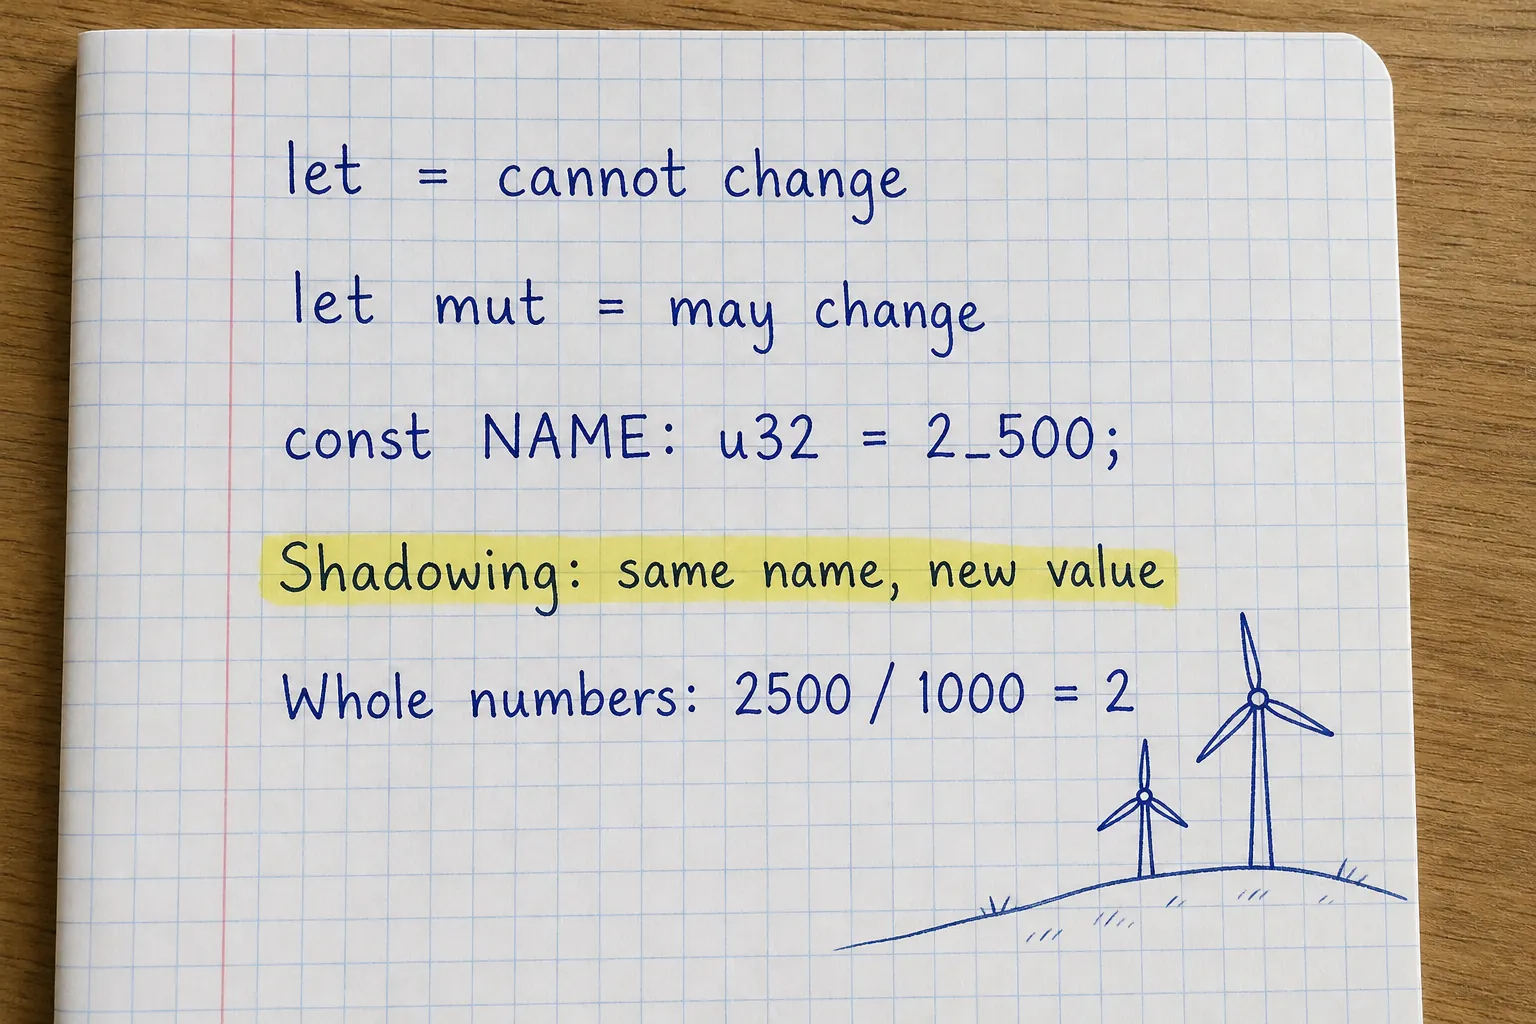 let = cannot change
let mut = may change
const NAME: u32 = 2_500;
Shadowing: same name, new value
Whole numbers: 2500 / 1000 = 2